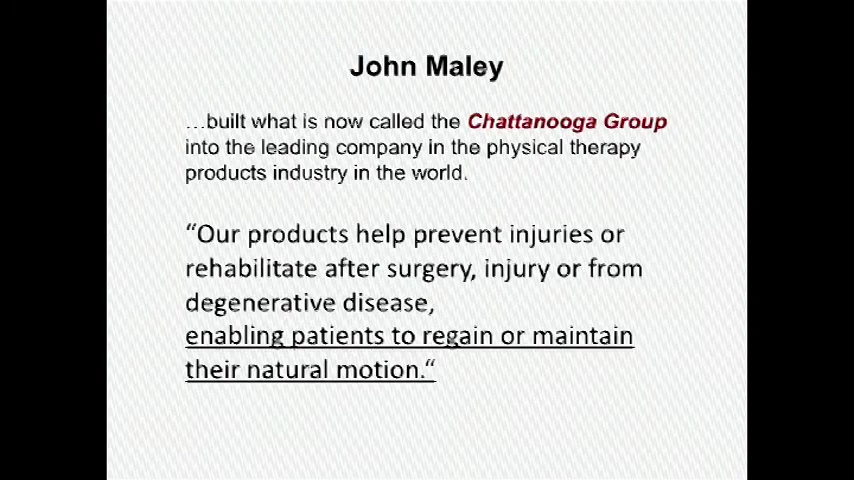 John Maley
…built what is now called the Chattanooga Group
into the leading company in the physical therapy
products industry in the world.
“Our products help prevent injuries or
rehabilitate after surgery, injury or from
degenerative disease,
enabling patients to regain or maintain
their natural motion.“